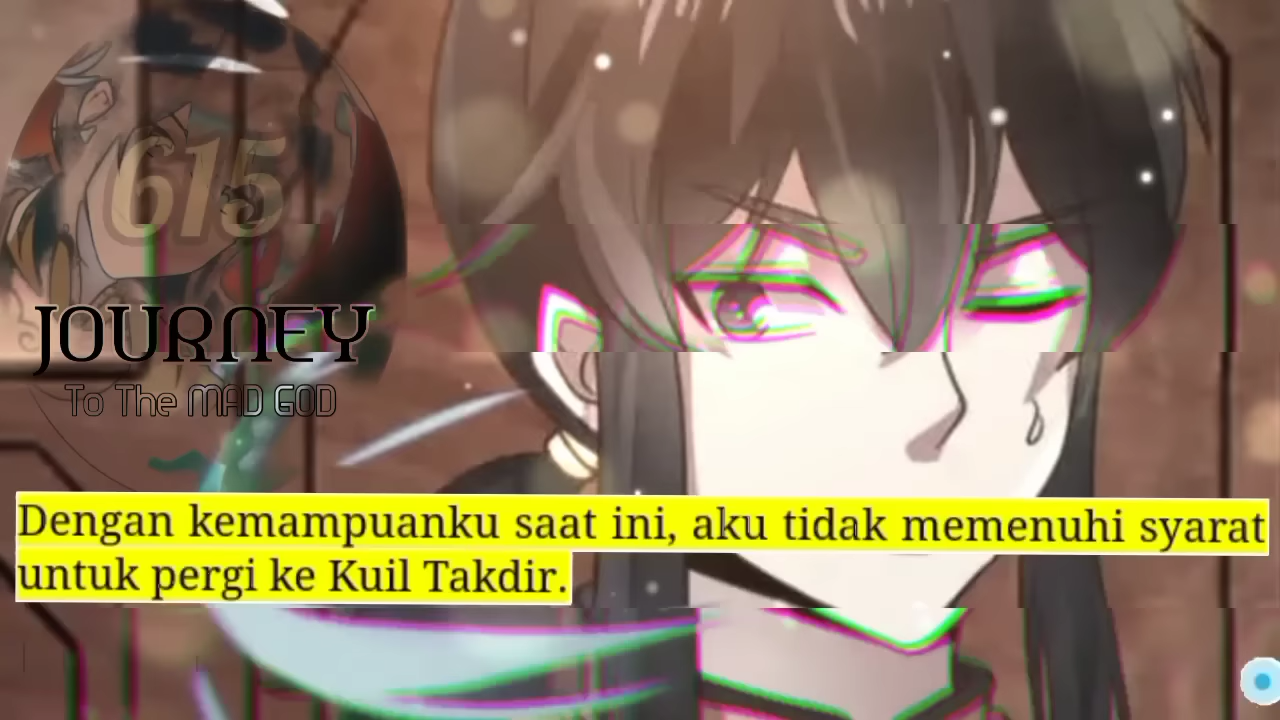 615
JOURNEY
To The MAD GOD
Dengan kemampuanku saat ini, aku tidak memenuhi syarat
untuk pergi ke Kuil Takdir.